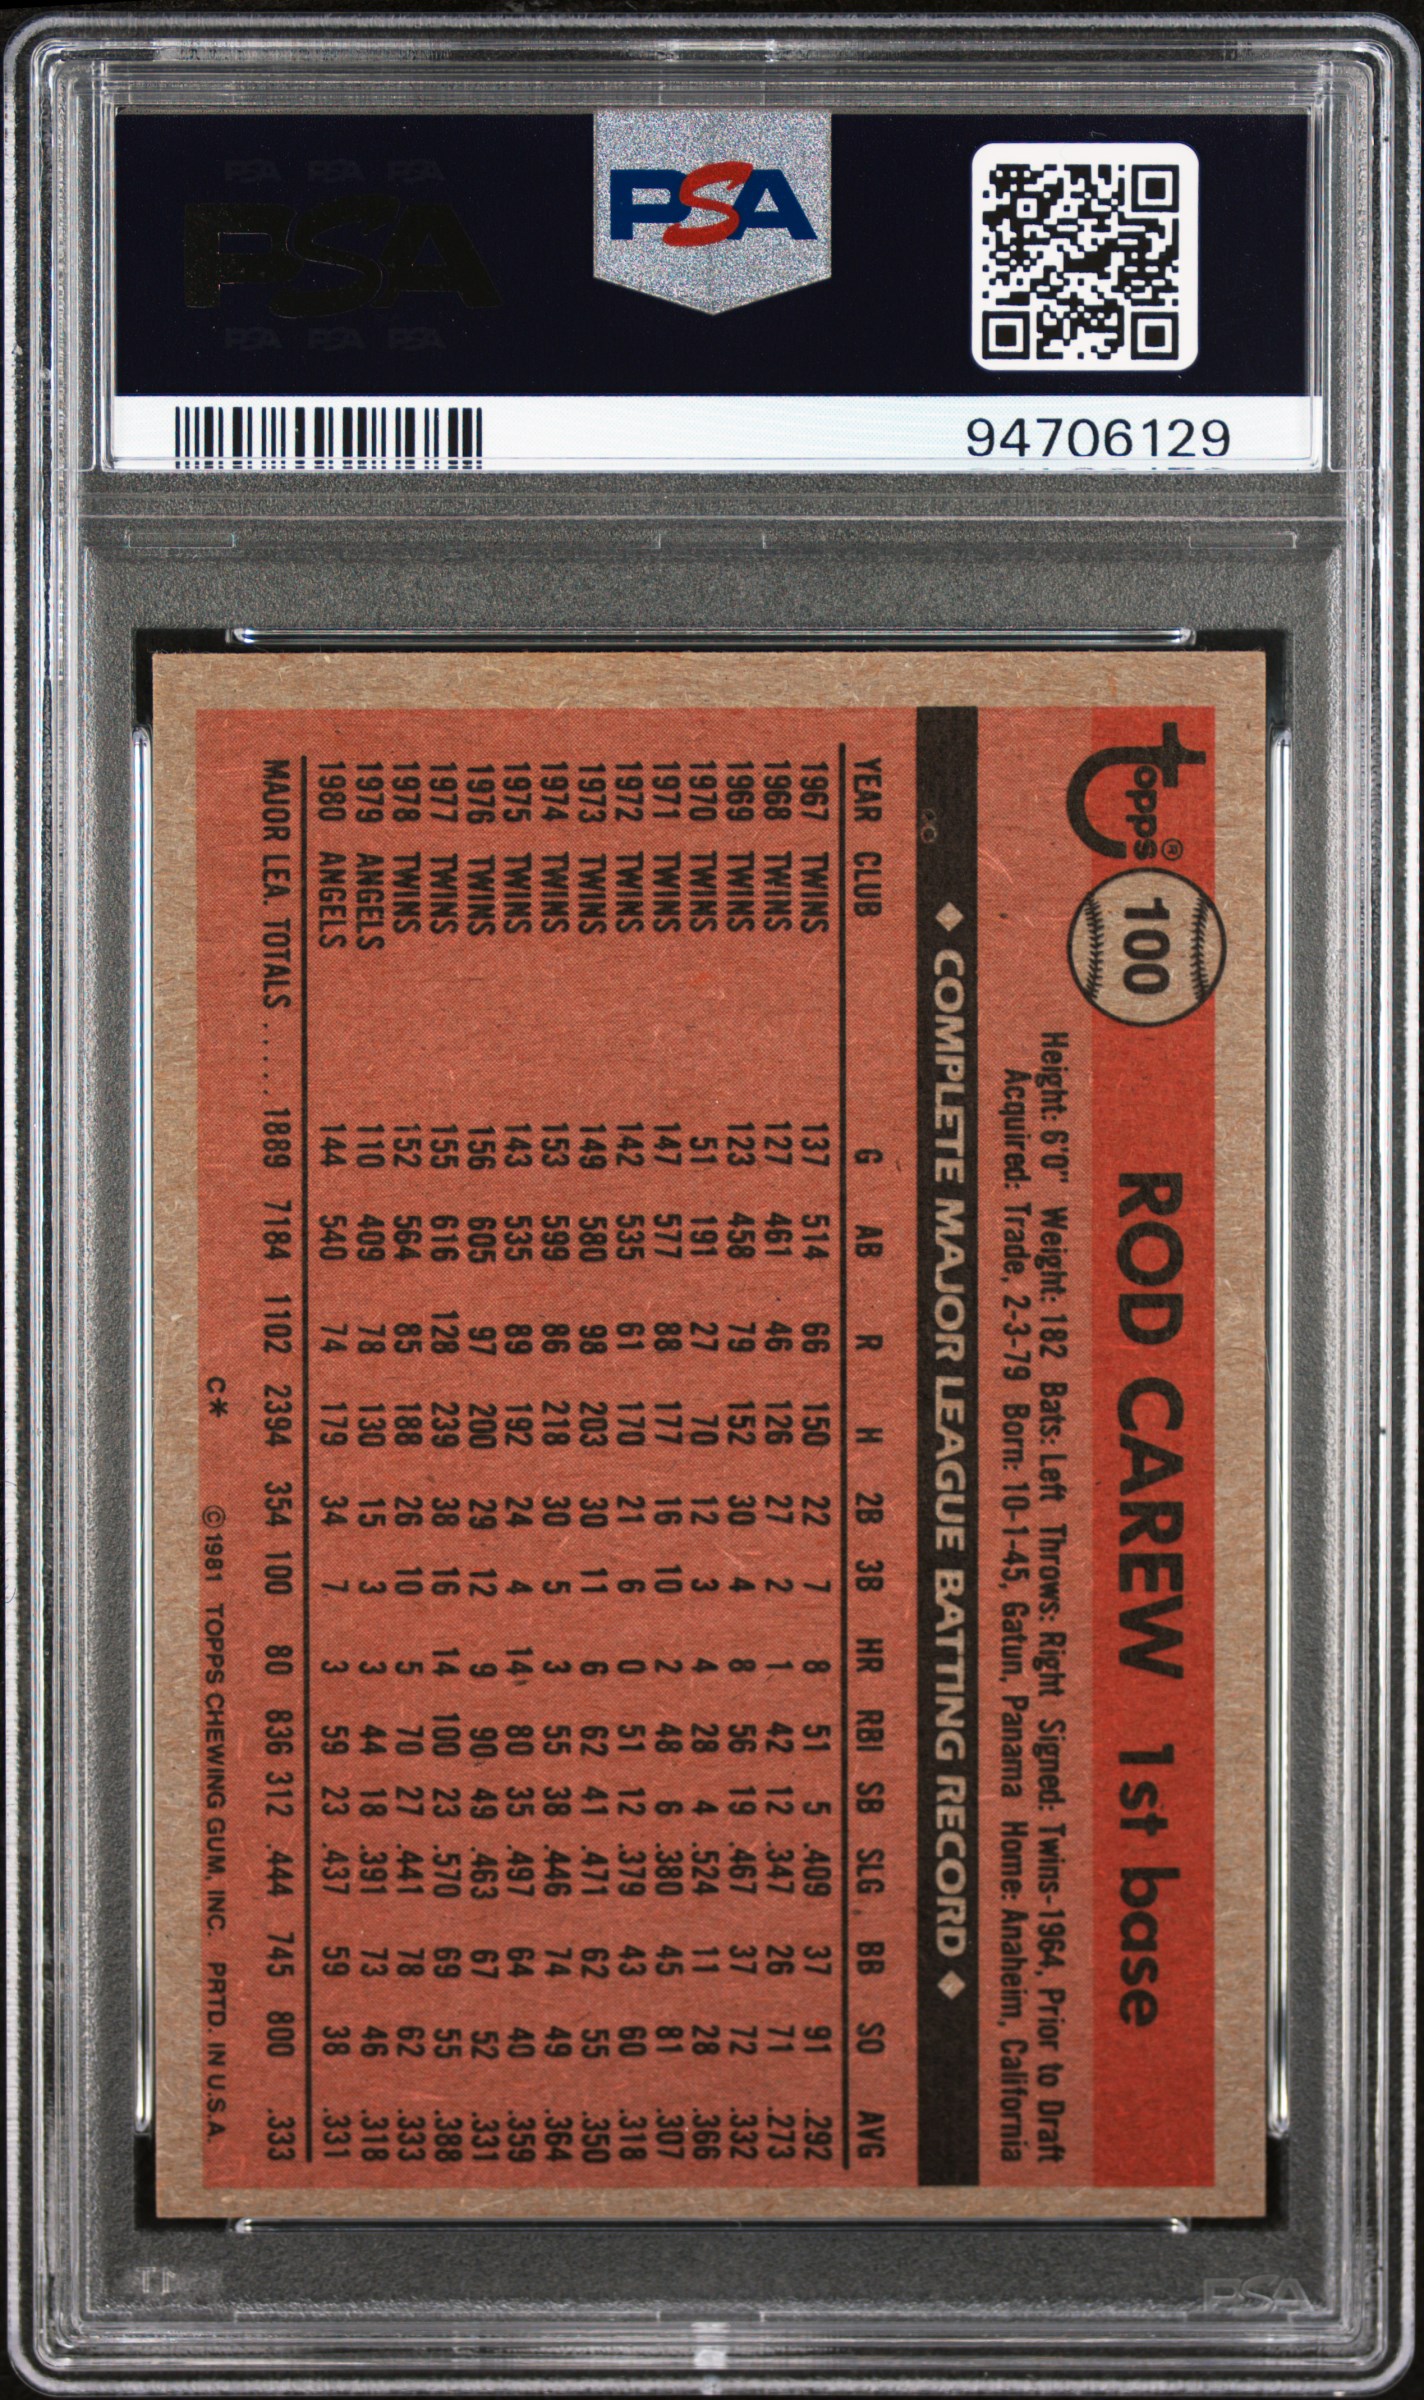 PSA PSA PSA
PSA
PSA PSA PSA
PSA
94706129
topps®
100
ROD CAREW 1st base
Height: 6'0" Weight: 182 Bats: Left Throws: Right Signed: Twins-1964, Prior to Draft
Acquired: Trade, 2-3-79 Born: 10-1-45, Gatun, Panama Home: Anaheim, California
◆ COMPLETE MAJOR LEAGUE BATTING RECORD ◆
YEAR CLUB G AB R H 2B 3B HR RBI SB SLG. BB SO AVG
1967 TWINS 137 514 66 150 22 7 8 51 5 .409 37 91 .292
1968 TWINS 127 461 46 126 27 2 1 42 12 .347 26 71 .273
1969 TWINS 123 458 79 152 30 4 8 56 19 .467 37 72 .332
1970 TWINS 51 191 27 70 12 3 4 28 4 .524 11 28 .366
1971 TWINS 147 577 88 177 16 10 2 48 6 .380 45 81 .307
1972 TWINS 142 535 61 170 21 6 0 51 12 .379 43 60 .318
1973 TWINS 149 580 98 203 30 11 6 62 41 .471 62 55 .350
1974 TWINS 153 599 86 218 30 5 3 55 38 .446 74 49 .364
1975 TWINS 143 535 89 192 24 4 14 80 35 .497 64 40 .359
1976 TWINS 156 605 97 200 29 12 9 90 49 .463 67 52 .331
1977 TWINS 155 616 128 239 38 16 14 100 23 .570 69 55 .388
1978 TWINS 152 564 85 188 26 10 5 70 27 .441 78 62 .333
1979 ANGELS 110 409 78 130 15 3 3 44 18 .391 73 46 .318
1980 ANGELS 144 540 74 179 34 7 3 59 23 .437 59 38 .331
MAJOR LEA. TOTALS ..... 1889 7184 1102 2394 354 100 80 836 312 .444 745 800 .333
C* © 1981 TOPPS CHEWING GUM, INC. PRTD. IN U.S.A.
PSA